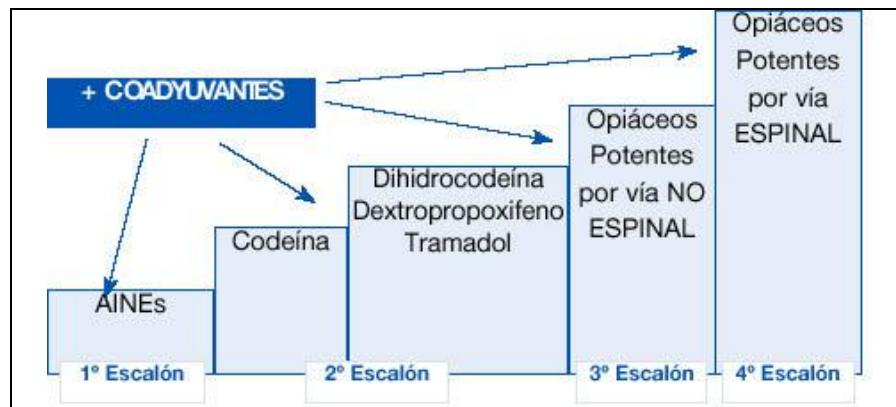 + COADYUVANTES
AINEs
Codeína
Dihidrocodeína
Dextropropoxifeno
Tramadol
Opiáceos
Potentes
por vía NO
ESPINAL
Opiáceos
Potentes
por vía
ESPINAL
1º Escalón
2º Escalón
3º Escalón
4º Escalón